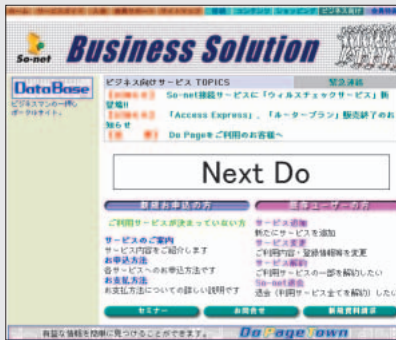 So-net
Business Solution
DataBase
ビジネスマンの一押し
ポータルサイト。
ビジネス向けサービス TOPICS
緊急連絡
So-net接続サービスに「ウィルスチェックサービス」新
登場!!
「Access Express」、「ルータープラン」販売終了のお
知らせ
Do Pageをご利用のお客様へ
Next Do
新規お申込の方
既存ユーザーの方
ご利用サービスが決まっていない方
サービスのご案内
サービス内容をご紹介します
お申込方法
各サービスへのお申込方法です
お支払方法
お支払方法についての詳しい説明です
サービス追加
新たにサービスを追加
サービス変更
ご利用内容・登録情報等を変更
サービス解約
ご利用サービスの一部を解約したい
So-net退会
退会（利用サービス全てを解約）したい
セミナー
お問合せ
新規資料請求
有益な情報を簡単に見つけることができます。
Do Page Town